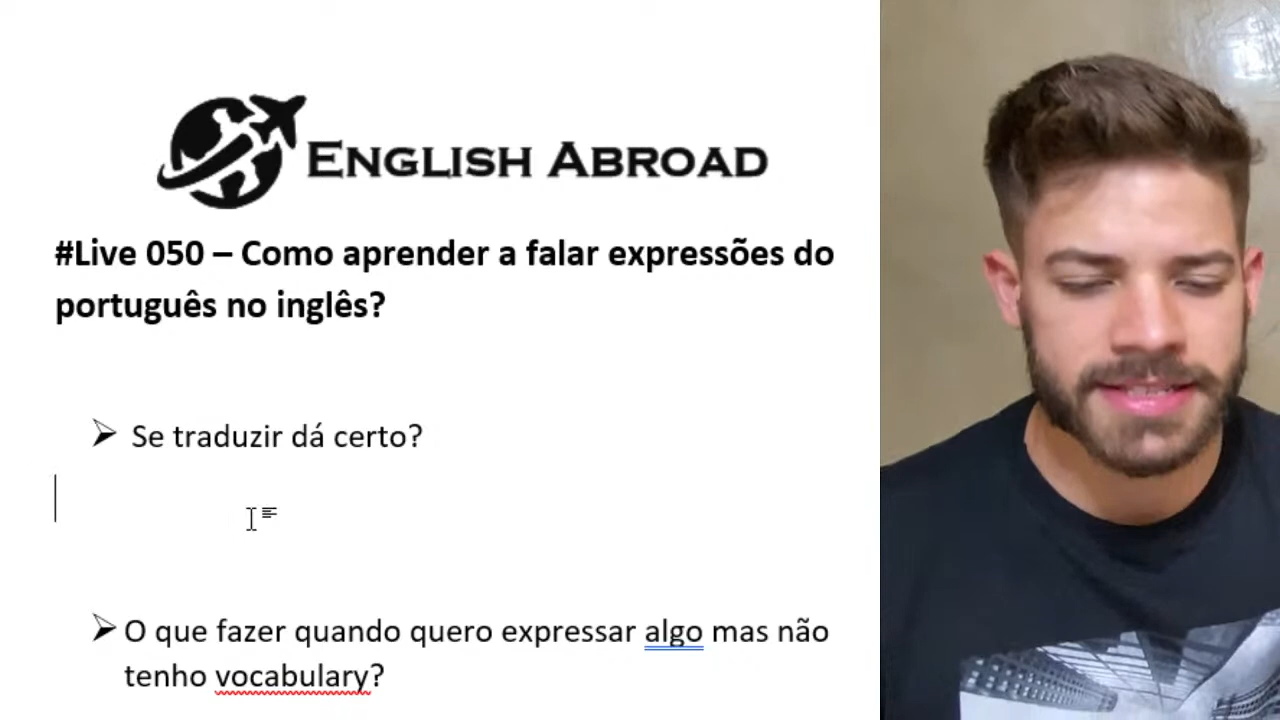 ENGLISH ABROAD
#Live 050 – Como aprender a falar expressões do
português no inglês?
➢ Se traduzir dá certo?
➢ O que fazer quando quero expressar algo mas não
tenho vocabulary?